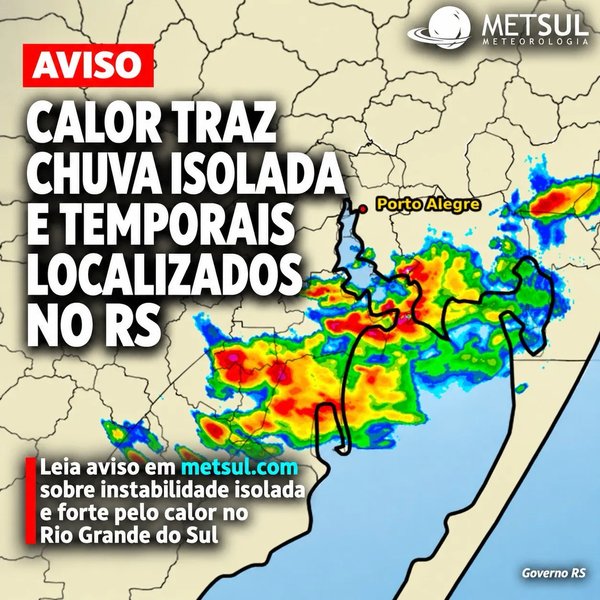 METSUL
METEOROLOGIA
AVISO
CALOR TRAZ
CHUVA ISOLADA
E TEMPORAIS
LOCALIZADOS
NO RS
Porto Alegre
Leia aviso em metsul.com
sobre instabilidade isolada
e forte pelo calor no
Rio Grande do Sul
Governo RS